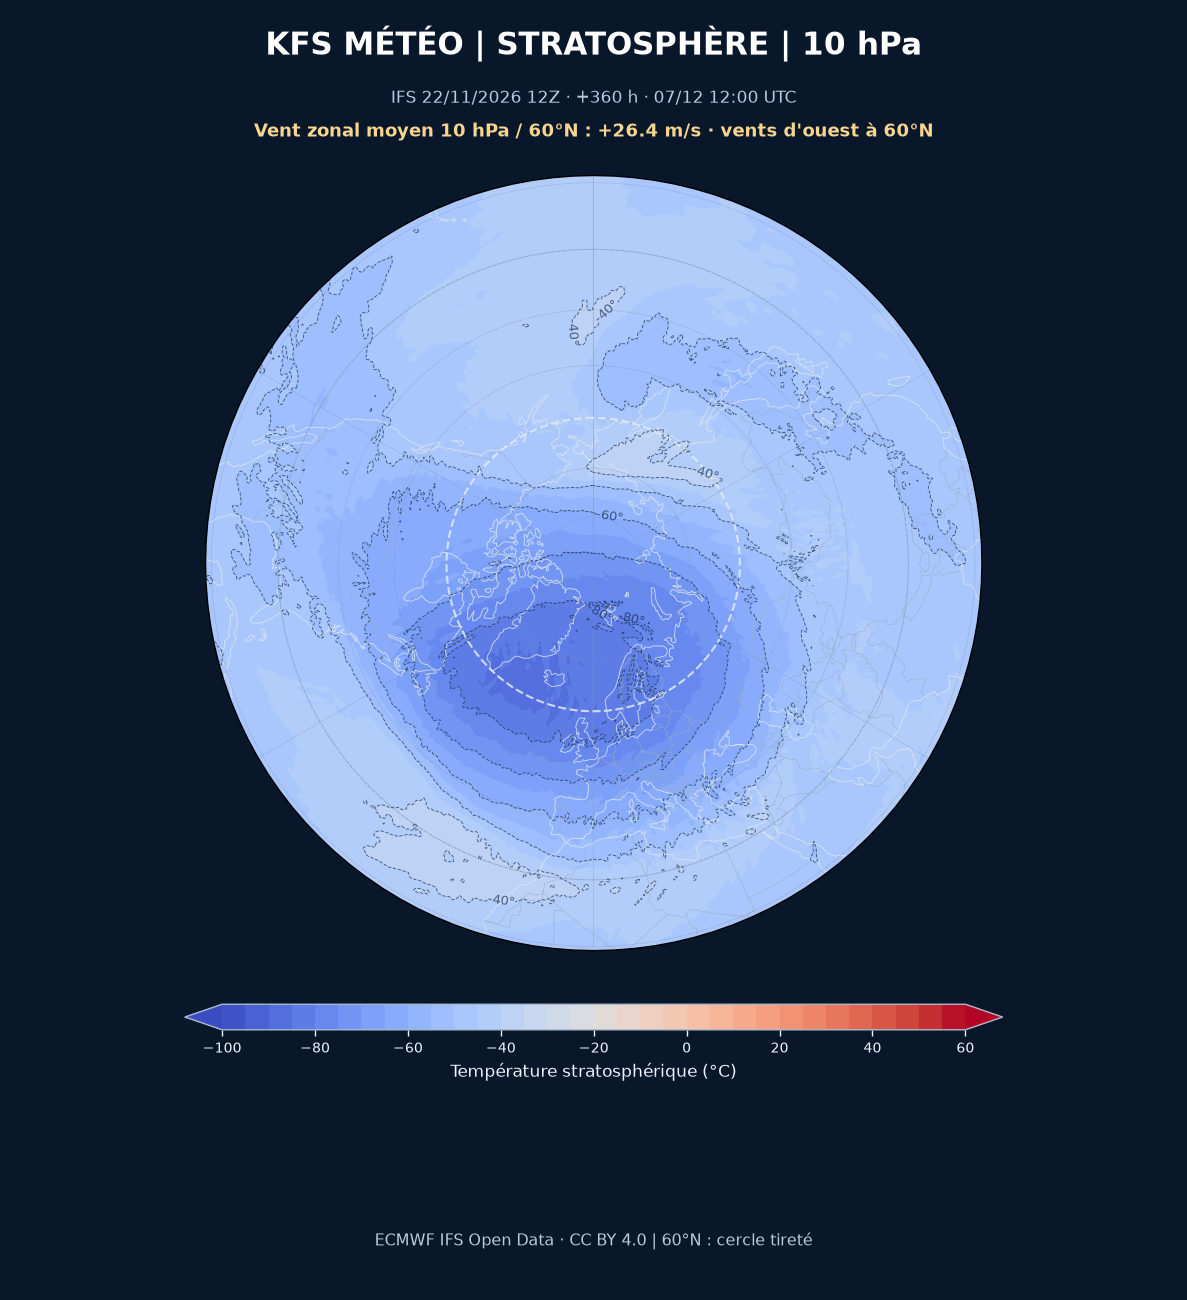 KFS MÉTÉO | STRATOSPHÈRE | 10 hPa
IFS 22/11/2026 12Z · +360 h · 07/12 12:00 UTC
Vent zonal moyen 10 hPa / 60°N : +26.4 m/s · vents d'ouest à 60°N
40°
40°
40°
-60°
-80°
-80°
-40°
−100 −80 −60 −40 −20 0 20 40 60
Température stratosphérique (°C)
ECMWF IFS Open Data · CC BY 4.0 | 60°N : cercle tireté